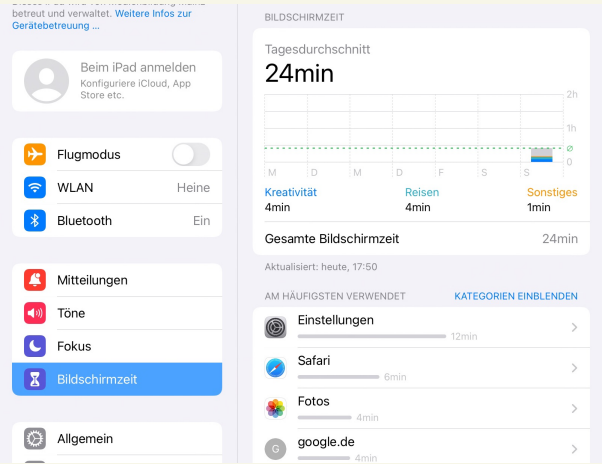 betreut und verwaltet. Weitere Infos zur
Gerätebetreuung ...
Beim iPad anmelden
Konfiguriere iCloud, App
Store etc.
Flugmodus
WLAN Heine
Bluetooth Ein
Mitteilungen
Töne
Fokus
Bildschirmzeit
Allgemein
BILDSCHIRMZEIT
Tagesdurchschnitt
24min
2h
1h
ø
0
M D M D F S S
Kreativität Reisen Sonstiges
4min 4min 1min
Gesamte Bildschirmzeit 24min
Aktualisiert: heute, 17:50
AM HÄUFIGSTEN VERWENDET KATEGORIEN EINBLENDEN
Einstellungen
12min
Safari
6min
Fotos
4min
G google.de
4min